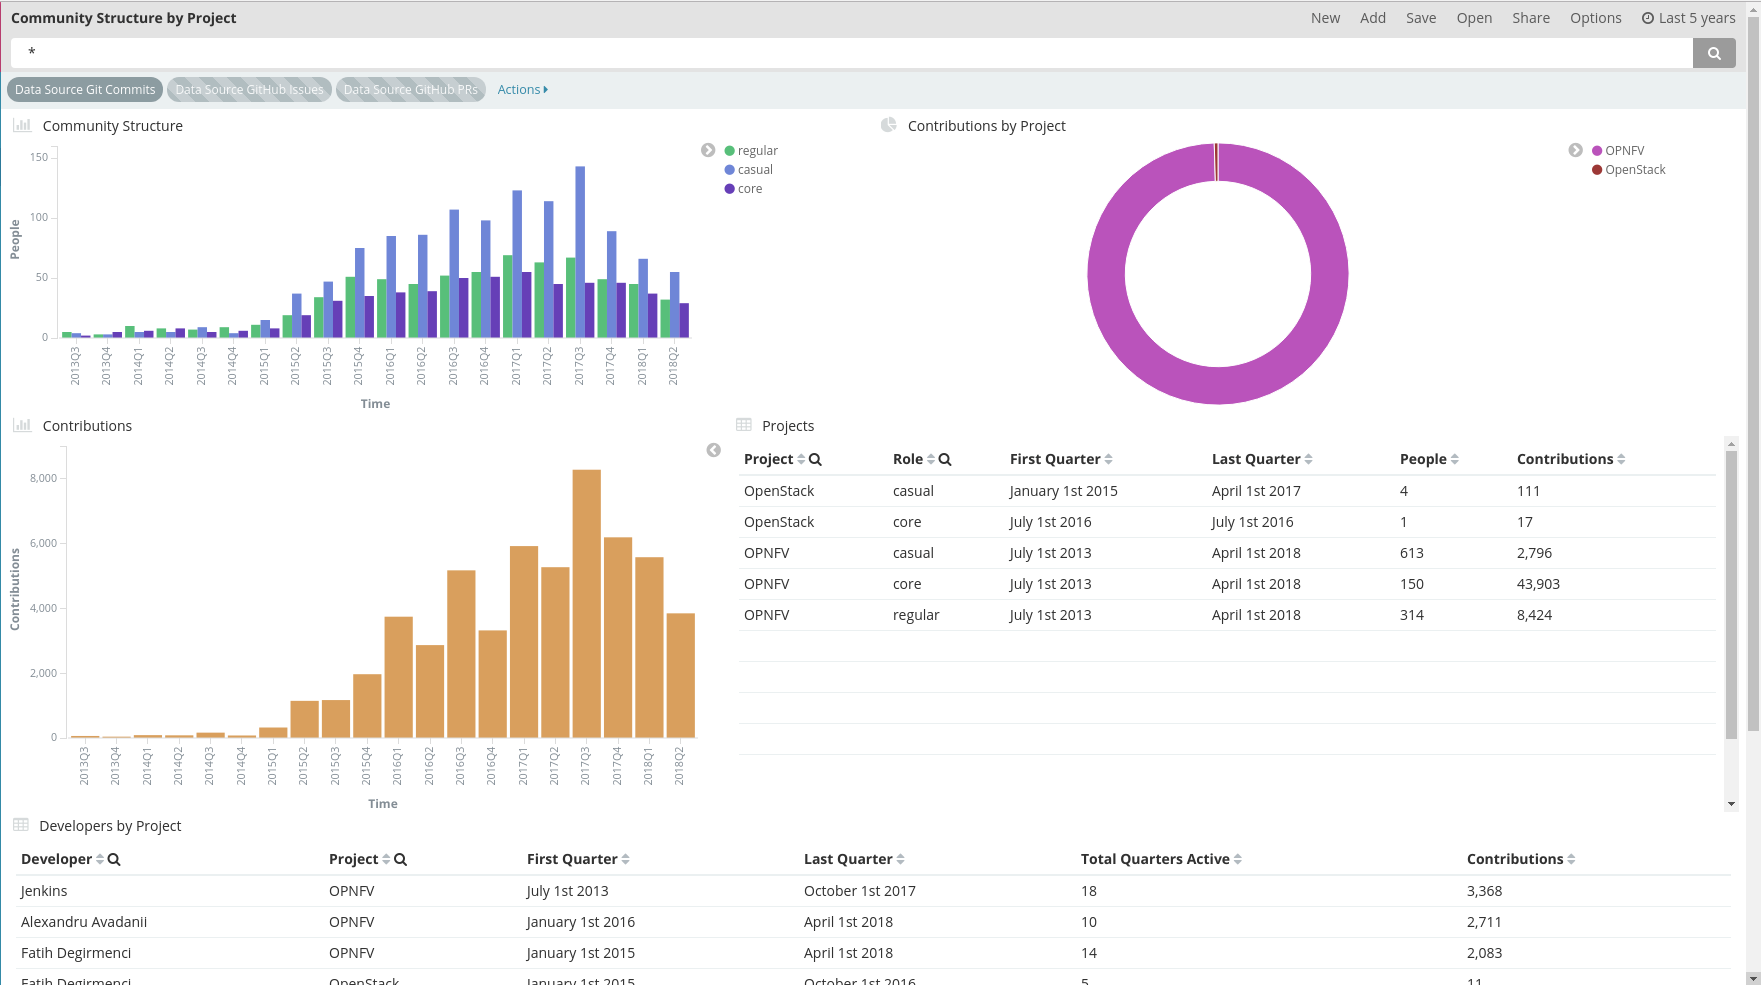 Community Structure by Project
New Add Save Open Share Options Last 5 years
*
Data Source Git Commits Data Source GitHub Issues Data Source GitHub PRs Actions
Community Structure
150
100
50
0
People
2013Q3 2013Q4 2014Q1 2014Q2 2014Q3 2014Q4 2015Q1 2015Q2 2015Q3 2015Q4 2016Q1 2016Q2 2016Q3 2016Q4 2017Q1 2017Q2 2017Q3 2017Q4 2018Q1 2018Q2
Time
regular
casual
core
Contributions by Project
OPNFV
OpenStack
Contributions
8,000
6,000
4,000
2,000
0
Contributions
2013Q3 2013Q4 2014Q1 2014Q2 2014Q3 2014Q4 2015Q1 2015Q2 2015Q3 2015Q4 2016Q1 2016Q2 2016Q3 2016Q4 2017Q1 2017Q2 2017Q3 2017Q4 2018Q1 2018Q2
Time
Projects
Project Role First Quarter Last Quarter People Contributions
OpenStack casual January 1st 2015 April 1st 2017 4 111
OpenStack core July 1st 2016 July 1st 2016 1 17
OPNFV casual July 1st 2013 April 1st 2018 613 2,796
OPNFV core July 1st 2013 April 1st 2018 150 43,903
OPNFV regular July 1st 2013 April 1st 2018 314 8,424
Developers by Project
Developer Project First Quarter Last Quarter Total Quarters Active Contributions
Jenkins OPNFV July 1st 2013 October 1st 2017 18 3,368
Alexandru Avadanii OPNFV January 1st 2016 April 1st 2018 10 2,711
Fatih Degirmenci OPNFV January 1st 2015 April 1st 2018 14 2,083
Fatih Degirmenci OpenStack January 1st 2015 October 1st 2016 5 11